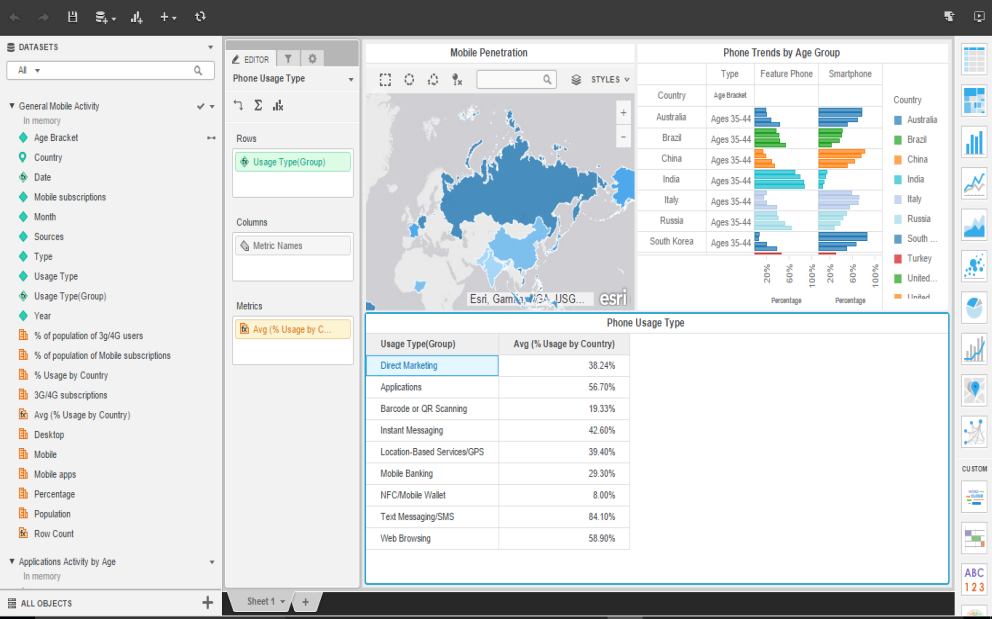 DATASETS
All
General Mobile Activity
In memory
Age Bracket
Country
Date
Mobile subscriptions
Month
Sources
Type
Usage Type
Usage Type(Group)
Year
% of population of 3g/4G users
% of population of Mobile subscriptions
% Usage by Country
3G/4G subscriptions
Avg (% Usage by Country)
Desktop
Mobile
Mobile apps
Percentage
Population
Row Count
Applications Activity by Age
In memory
ALL OBJECTS
EDITOR
Phone Usage Type
Rows
Usage Type(Group)
Columns
Metric Names
Metrics
Avg (% Usage by C...
Mobile Penetration
STYLES
+
-
Esri, USG...
esri
Phone Trends by Age Group
Type Feature Phone Smartphone
Country Age Bracket
Australia Ages 35-44
Brazil Ages 35-44
China Ages 35-44
India Ages 35-44
Italy Ages 35-44
Russia Ages 35-44
South Korea Ages 35-44
20% 60% 100% 20% 60% 100%
Percentage Percentage
Country
Australia
Brazil
China
India
Italy
Russia
South ...
Turkey
United...
United
Phone Usage Type
Usage Type(Group) Avg (% Usage by Country)
Direct Marketing 38.24%
Applications 56.70%
Barcode or QR Scanning 19.33%
Instant Messaging 42.60%
Location-Based Services/GPS 39.40%
Mobile Banking 29.30%
NFC/Mobile Wallet 8.00%
Text Messaging/SMS 84.10%
Web Browsing 58.90%
Sheet 1
+
CUSTOM
ABC
123